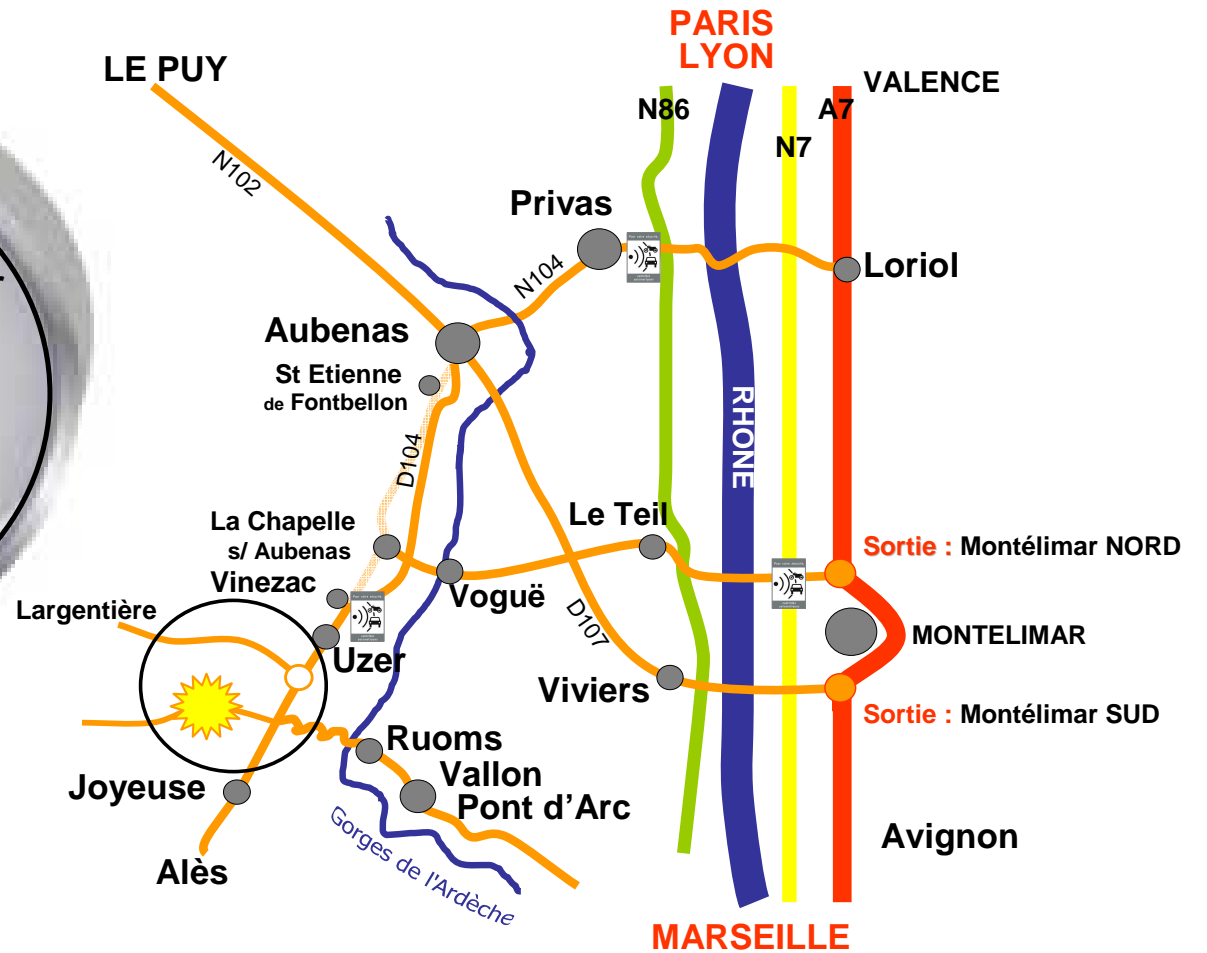 PARIS
LYON
LE PUY
VALENCE
N86
A7
N7
N102
Privas
Loriol
N104
Aubenas
St Etienne
de Fontbellon
RHONE
D104
La Chapelle
s/ Aubenas
Le Teil
Sortie : Montélimar NORD
Vinezac
Voguë
Largentière
D107
MONTELIMAR
Uzer
Viviers
Sortie : Montélimar SUD
Ruoms
Joyeuse
Vallon
Pont d’Arc
Gorges de l'Ardèche
Avignon
Alès
MARSEILLE